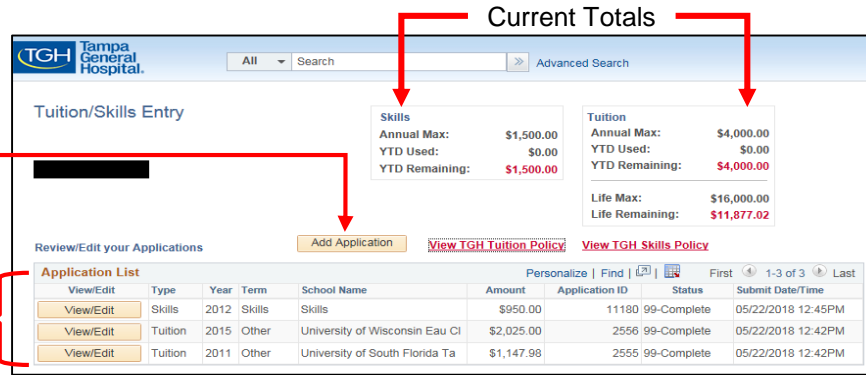 Current Totals
TGH Tampa General Hospital.
All Search Advanced Search
Tuition/Skills Entry
Skills
Annual Max: $1,500.00
YTD Used: $0.00
YTD Remaining: $1,500.00
Tuition
Annual Max: $4,000.00
YTD Used: $0.00
YTD Remaining: $4,000.00
Life Max: $16,000.00
Life Remaining: $11,877.02
Review/Edit your Applications Add Application View TGH Tuition Policy View TGH Skills Policy
Application List Personalize | Find | | First 1-3 of 3 Last
View/Edit Type Year Term School Name Amount Application ID Status Submit Date/Time
View/Edit Skills 2012 Skills Skills $950.00 11180 99-Complete 05/22/2018 12:45PM
View/Edit Tuition 2015 Other University of Wisconsin Eau Cl $2,025.00 2556 99-Complete 05/22/2018 12:42PM
View/Edit Tuition 2011 Other University of South Florida Ta $1,147.98 2555 99-Complete 05/22/2018 12:42PM